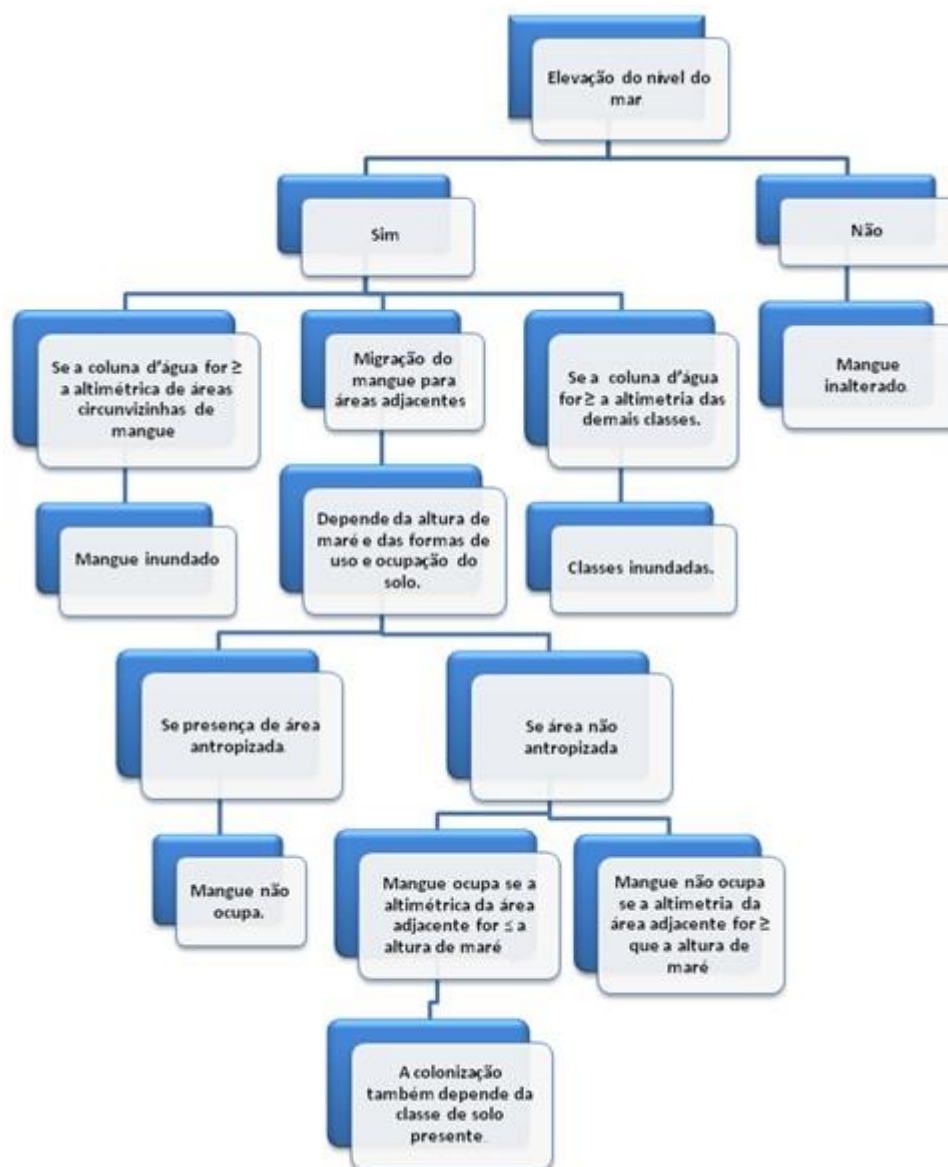 Elevação do nível do
mar
Sim
Não
Se a coluna d'água for ≥
a altimétrica de áreas
circunvizinhas de
mangue
Migração do
mangue para
áreas adjacentes
Se a coluna d'água
for ≥ a altimetria das
demais classes.
Mangue
inalterado
Mangue inundado
Depende da altura de
maré e das formas de
uso e ocupação do
solo.
Classes inundadas.
Se presença de área
antropizada
Se área não
antropizada
Mangue não
ocupa.
Mangue ocupa se a
altimétrica da área
adjacente for ≤ a
altura de maré
Mangue não ocupa
se a altimetria da
área adjacente for ≥
que a altura de
maré
A colonização
também depende da
classe de solo
presente.